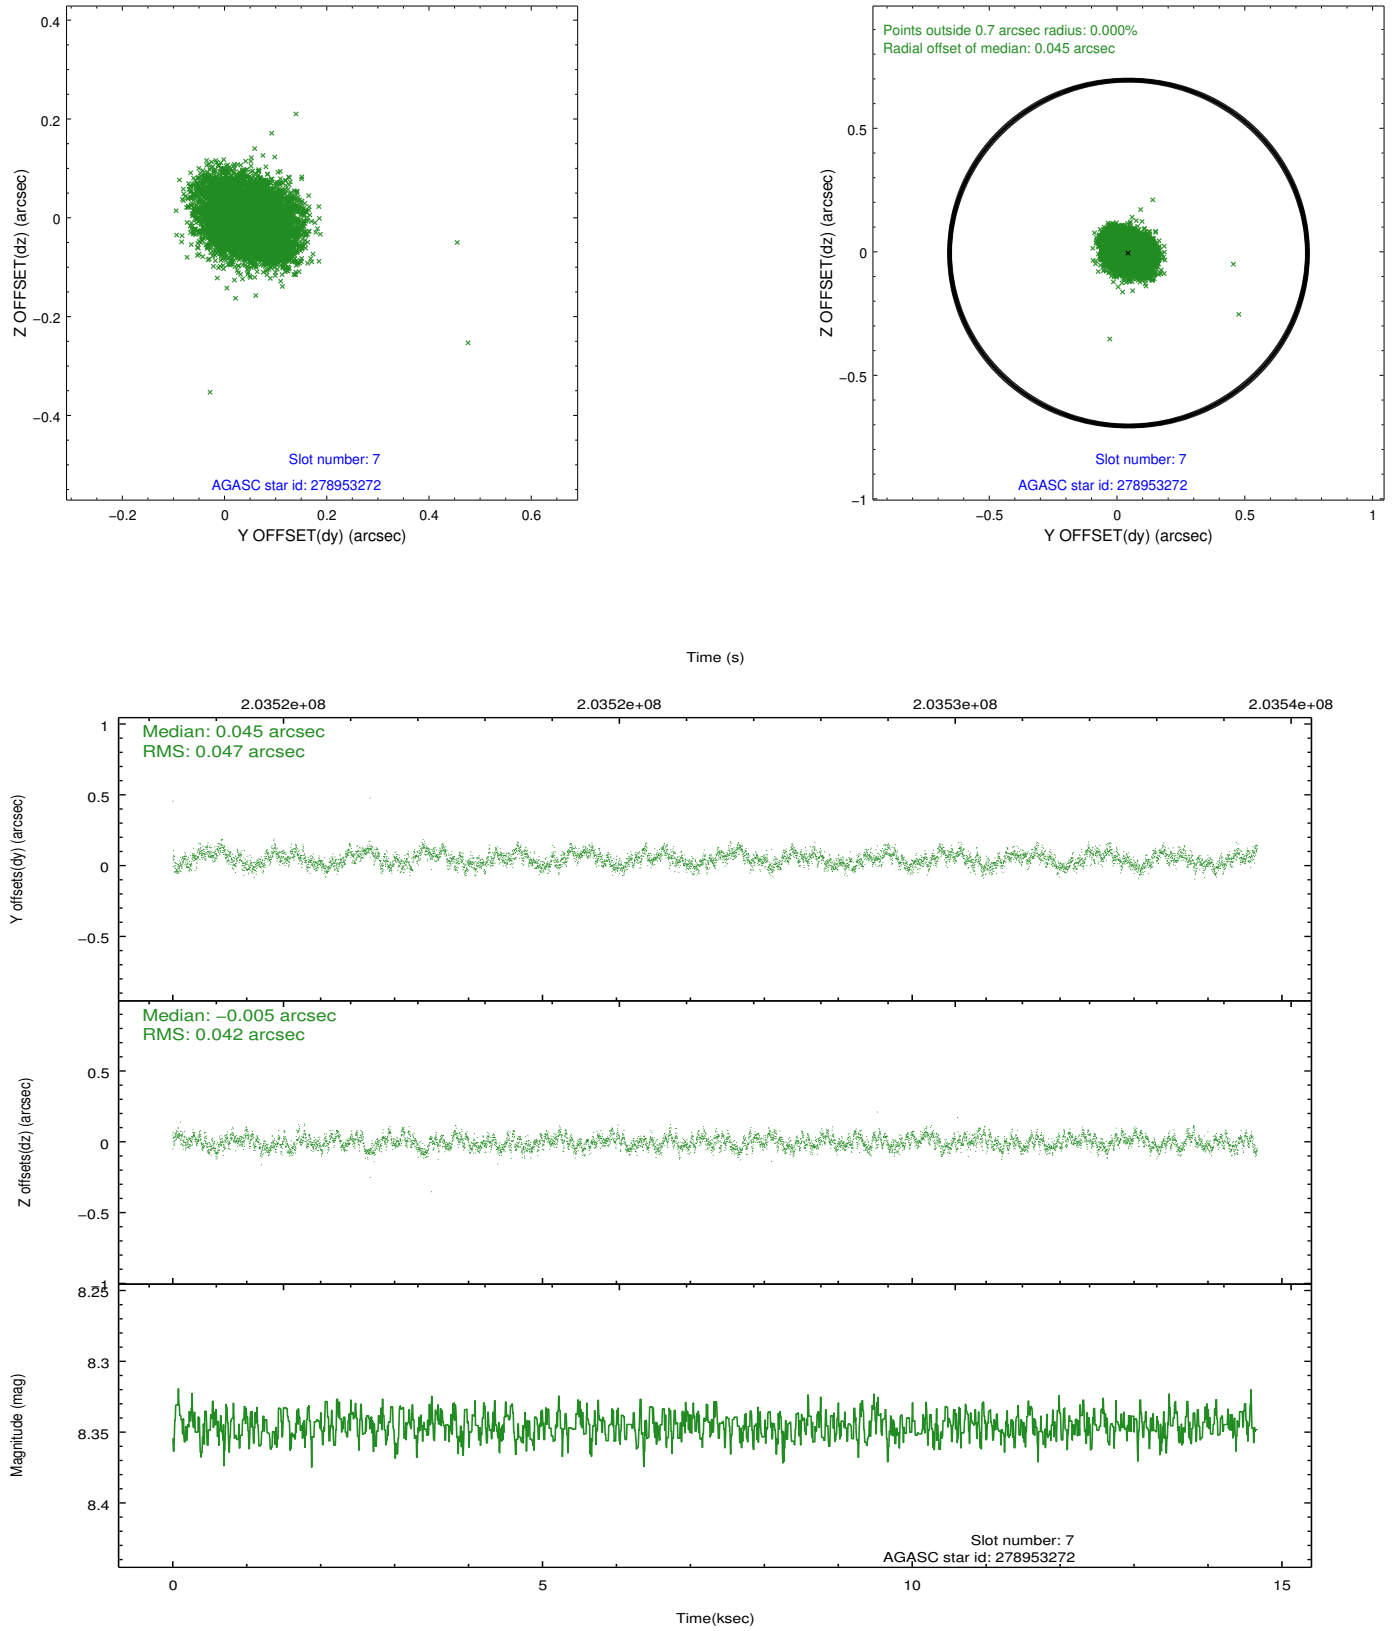 0.4
0.2
0
−0.2
−0.4
Z OFFSET(dz) (arcsec)
Slot number: 7
AGASC star id: 278953272
−0.2 0 0.2 0.4 0.6
Y OFFSET(dy) (arcsec)
Points outside 0.7 arcsec radius: 0.000%
Radial offset of median: 0.045 arcsec
0.5
0
−0.5
−1
Z OFFSET(dz) (arcsec)
Slot number: 7
AGASC star id: 278953272
−0.5 0 0.5 1
Y OFFSET(dy) (arcsec)
Time (s)
2.0352e+08 2.0352e+08 2.0353e+08 2.0354e+08
Median: 0.045 arcsec
RMS: 0.047 arcsec
1
0.5
0
−0.5
Y offsets(dy) (arcsec)
Median: −0.005 arcsec
RMS: 0.042 arcsec
0.5
0
−0.5
−1
Z offsets(dz) (arcsec)
8.25
8.3
8.35
8.4
Magnitude (mag)
Slot number: 7
AGASC star id: 278953272
0 5 10 15
Time(ksec)